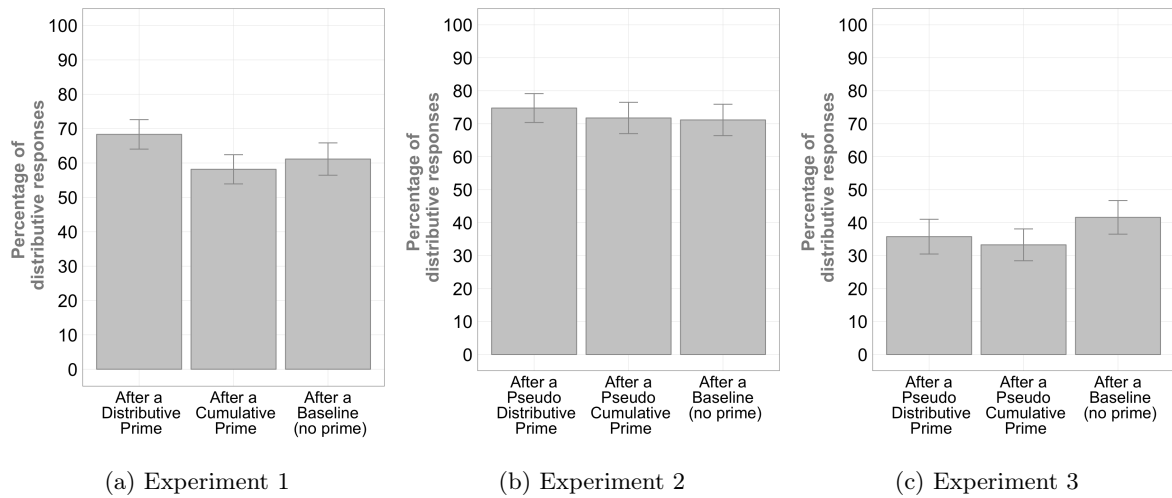 Percentage of
distributive responses
100
90
80
70
60
50
40
30
20
10
0
After a
Distributive
Prime
After a
Cumulative
Prime
After a
Baseline
(no prime)
(a) Experiment 1
Percentage of
distributive responses
100
90
80
70
60
50
40
30
20
10
0
After a
Pseudo
Distributive
Prime
After a
Pseudo
Cumulative
Prime
After a
Baseline
(no prime)
(b) Experiment 2
Percentage of
distributive responses
100
90
80
70
60
50
40
30
20
10
0
After a
Pseudo
Distributive
Prime
After a
Pseudo
Cumulative
Prime
After a
Baseline
(no prime)
(c) Experiment 3